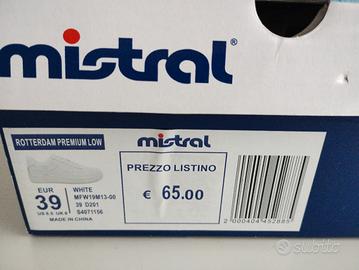 mistral®
ROTTERDAM PREMIUM LOW
mistral®
EUR
39
WHITE
MFW19M13-00
39 D201
S4071156
MADE IN CHINA
PREZZO LISTINO
€ 65.00
2000404452885
subito